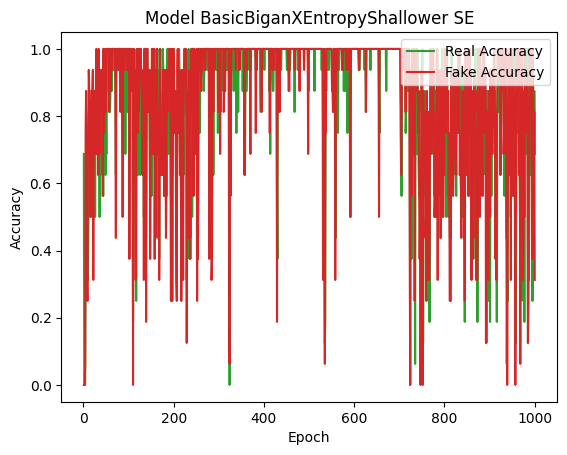 Model BasicBiganXEntropyShallower SE
Real Accuracy
Fake Accuracy
1.0
0.8
0.6
0.4
0.2
0.0
Accuracy
0 200 400 600 800 1000
Epoch